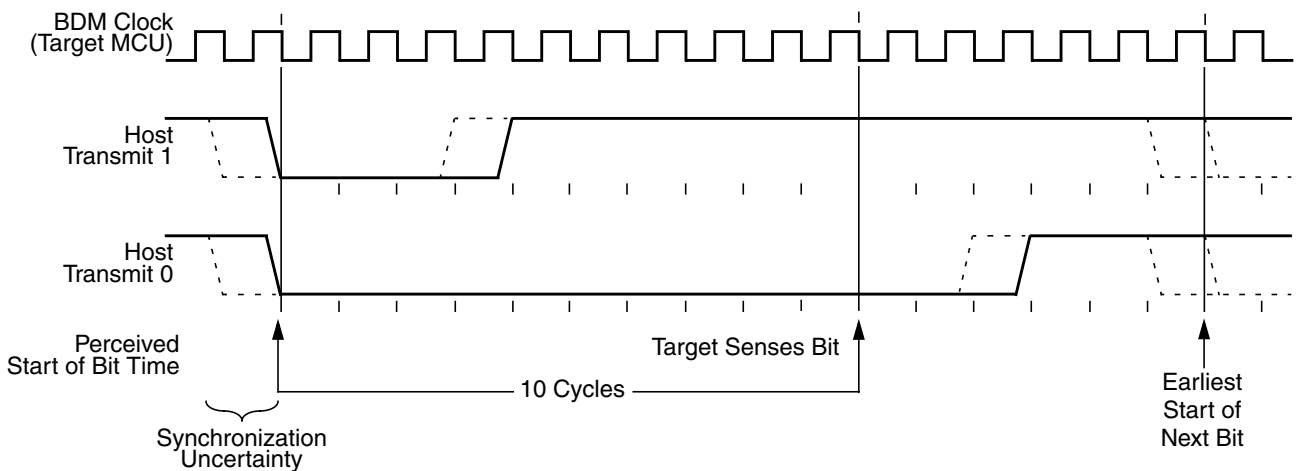 BDM Clock
(Target MCU)
Host
Transmit 1
Host
Transmit 0
Perceived
Start of Bit Time
Target Senses Bit
10 Cycles
Earliest
Start of
Next Bit
Synchronization
Uncertainty